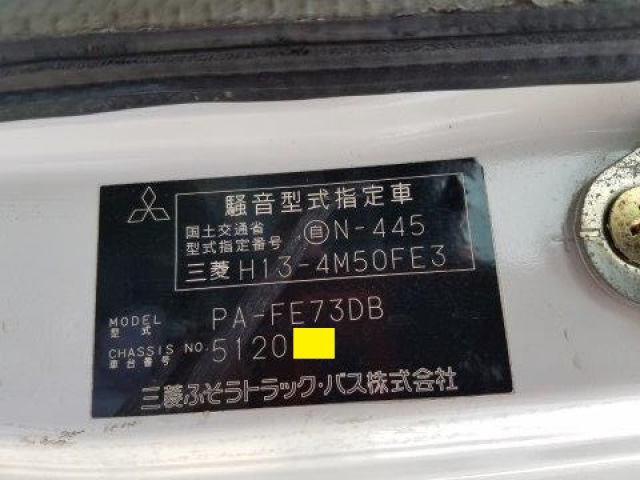 騒音型式指定車
国土交通省
型式指定番号 自 N-445
三菱 H13-4M50FE3
MODEL
型式 PA-FE73DB
CHASSIS NO.
車台番号 5120
三菱ふそうトラック・バス株式会社